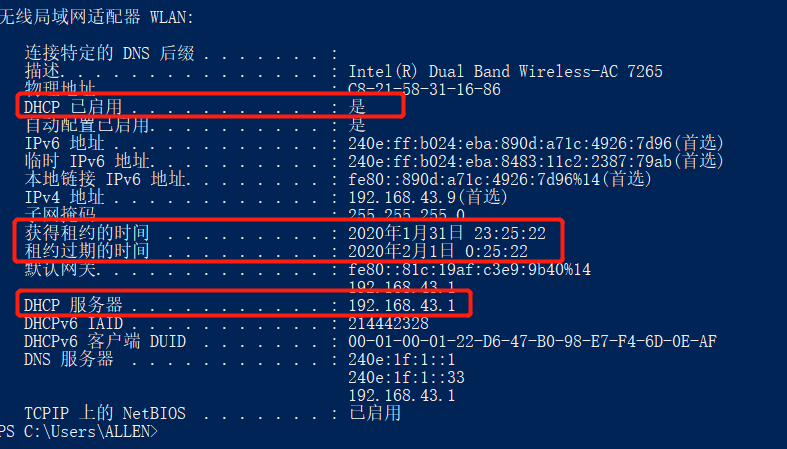 无线局域网适配器 WLAN:
连接特定的 DNS 后缀 . . . . . . . :
描述. . . . . . . . . . . . . . . : Intel(R) Dual Band Wireless-AC 7265
物理地址. . . . . . . . . . . . . : C8-21-58-31-16-86
DHCP 已启用 . . . . . . . . . . . : 是
自动配置已启用. . . . . . . . . . : 是
IPv6 地址 . . . . . . . . . . . . : 240e:ff:b024:eba:890d:a71c:4926:7d96(首选)
临时 IPv6 地址. . . . . . . . . . : 240e:ff:b024:eba:8483:11c2:2387:79ab(首选)
本地链接 IPv6 地址. . . . . . . . : fe80::890d:a71c:4926:7d96%14(首选)
IPv4 地址 . . . . . . . . . . . . : 192.168.43.9(首选)
子网掩码 . . . . . . . . . . . . : 255.255.255.0
获得租约的时间 . . . . . . . . . : 2020年1月31日 23:25:22
租约过期的时间 . . . . . . . . . : 2020年2月1日 0:25:22
默认网关. . . . . . . . . . . . . : fe80::81c:19af:c3e9:9b40%14
192.168.43.1
DHCP 服务器 . . . . . . . . . . . : 192.168.43.1
DHCPv6 IAID . . . . . . . . . . . : 214442328
DHCPv6 客户端 DUID . . . . . . . : 00-01-00-01-22-D6-47-B0-98-E7-F4-6D-0E-AF
DNS 服务器 . . . . . . . . . . . : 240e:1f:1::1
240e:1f:1::33
192.168.43.1
TCPIP 上的 NetBIOS . . . . . . . : 已启用
PS C:\Users\ALLEN>